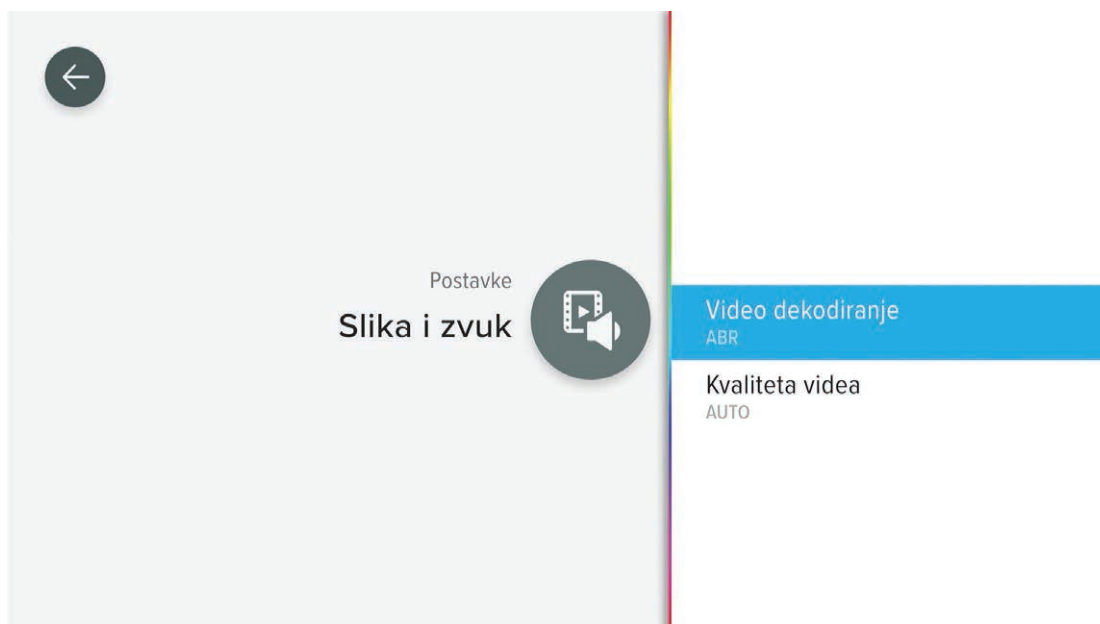 Postavke
Slika i zvuk
Video dekodiranje
ABR
Kvaliteta videa
AUTO